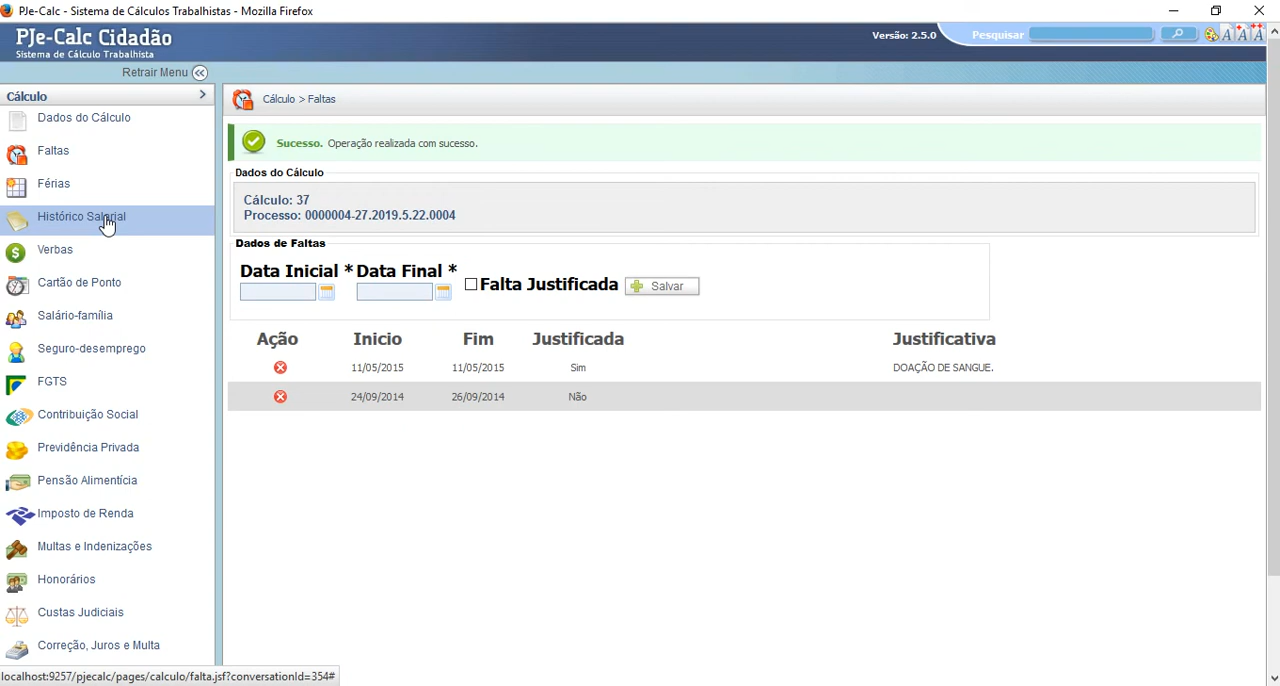 PJe-Calc - Sistema de Cálculos Trabalhistas - Mozilla Firefox
PJe-Calc Cidadão
Sistema de Cálculo Trabalhista
Versão: 2.5.0
Pesquisar
A A+ A++
Retrair Menu
Cálculo
Dados do Cálculo
Faltas
Férias
Histórico Salarial
Verbas
Cartão de Ponto
Salário-família
Seguro-desemprego
FGTS
Contribuição Social
Previdência Privada
Pensão Alimentícia
Imposto de Renda
Multas e Indenizações
Honorários
Custas Judiciais
Correção, Juros e Multa
Cálculo > Faltas
Sucesso. Operação realizada com sucesso.
Dados do Cálculo
Cálculo: 37
Processo: 0000004-27.2019.5.22.0004
Dados de Faltas
Data Inicial * Data Final *
Falta Justificada Salvar
Ação Inicio Fim Justificada Justificativa
11/05/2015 11/05/2015 Sim DOAÇÃO DE SANGUE.
24/09/2014 26/09/2014 Não
localhost:9257/pjecalc/pages/calculo/falta.jsf?conversationId=354#